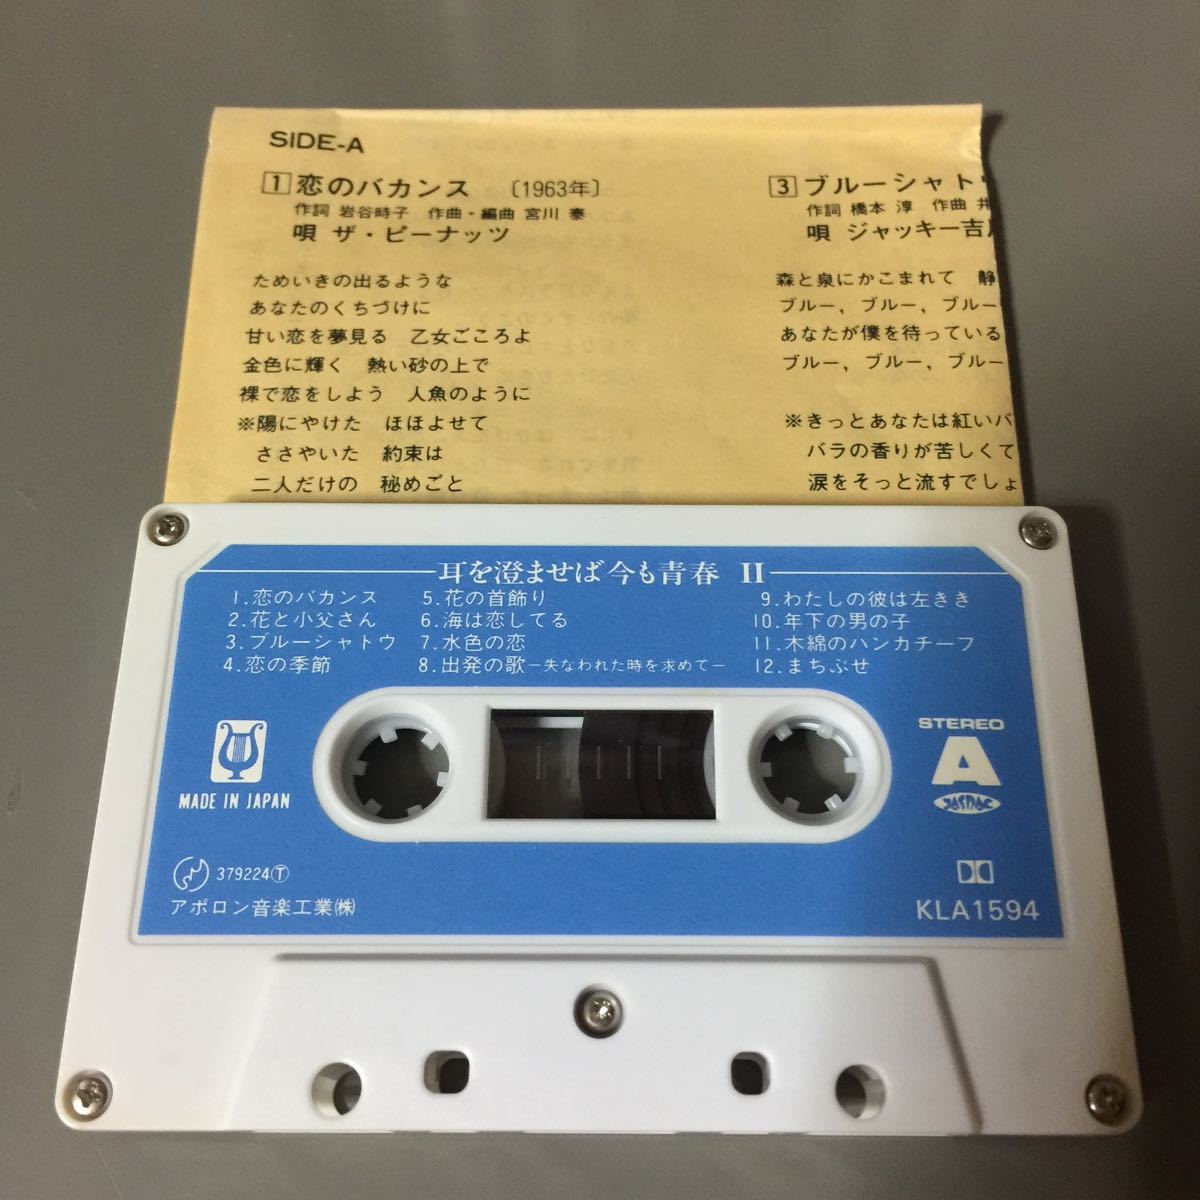 SIDE-A
1 恋のバカンス 〔1963年〕
作詞 岩谷時子 作曲・編曲 宮川 泰
唄 ザ・ピーナッツ
ためいきの出るような
あなたのくちづけに
甘い恋を夢見る 乙女ごころよ
金色に輝く 熱い砂の上で
裸で恋をしよう 人魚のように
※陽にやけた ほほよせて
ささやいた 約束は
二人だけの 秘めごと
3 ブルーシャト
作詞 橋本 淳 作曲 井
唄 ジャッキー吉
森と泉にかこまれて 静
ブルー，ブルー，ブルー
あなたが僕を待っている
ブルー，ブルー，ブルー
※きっとあなたは紅いバ
バラの香りが苦しくて
涙をそっと流すでしょ
耳を澄ませば今も青春 II
1.恋のバカンス
2.花と小父さん
3.ブルーシャトウ
4.恋の季節
5.花の首飾り
6.海は恋してる
7.水色の恋
8.出発の歌－失なわれた時を求めて－
9.わたしの彼は左きき
10.年下の男の子
11.木綿のハンカチーフ
12.まちぶせ
MADE IN JAPAN
STEREO
A
JASRAC
379224Ⓣ
アポロン音楽工業㈱
KLA1594